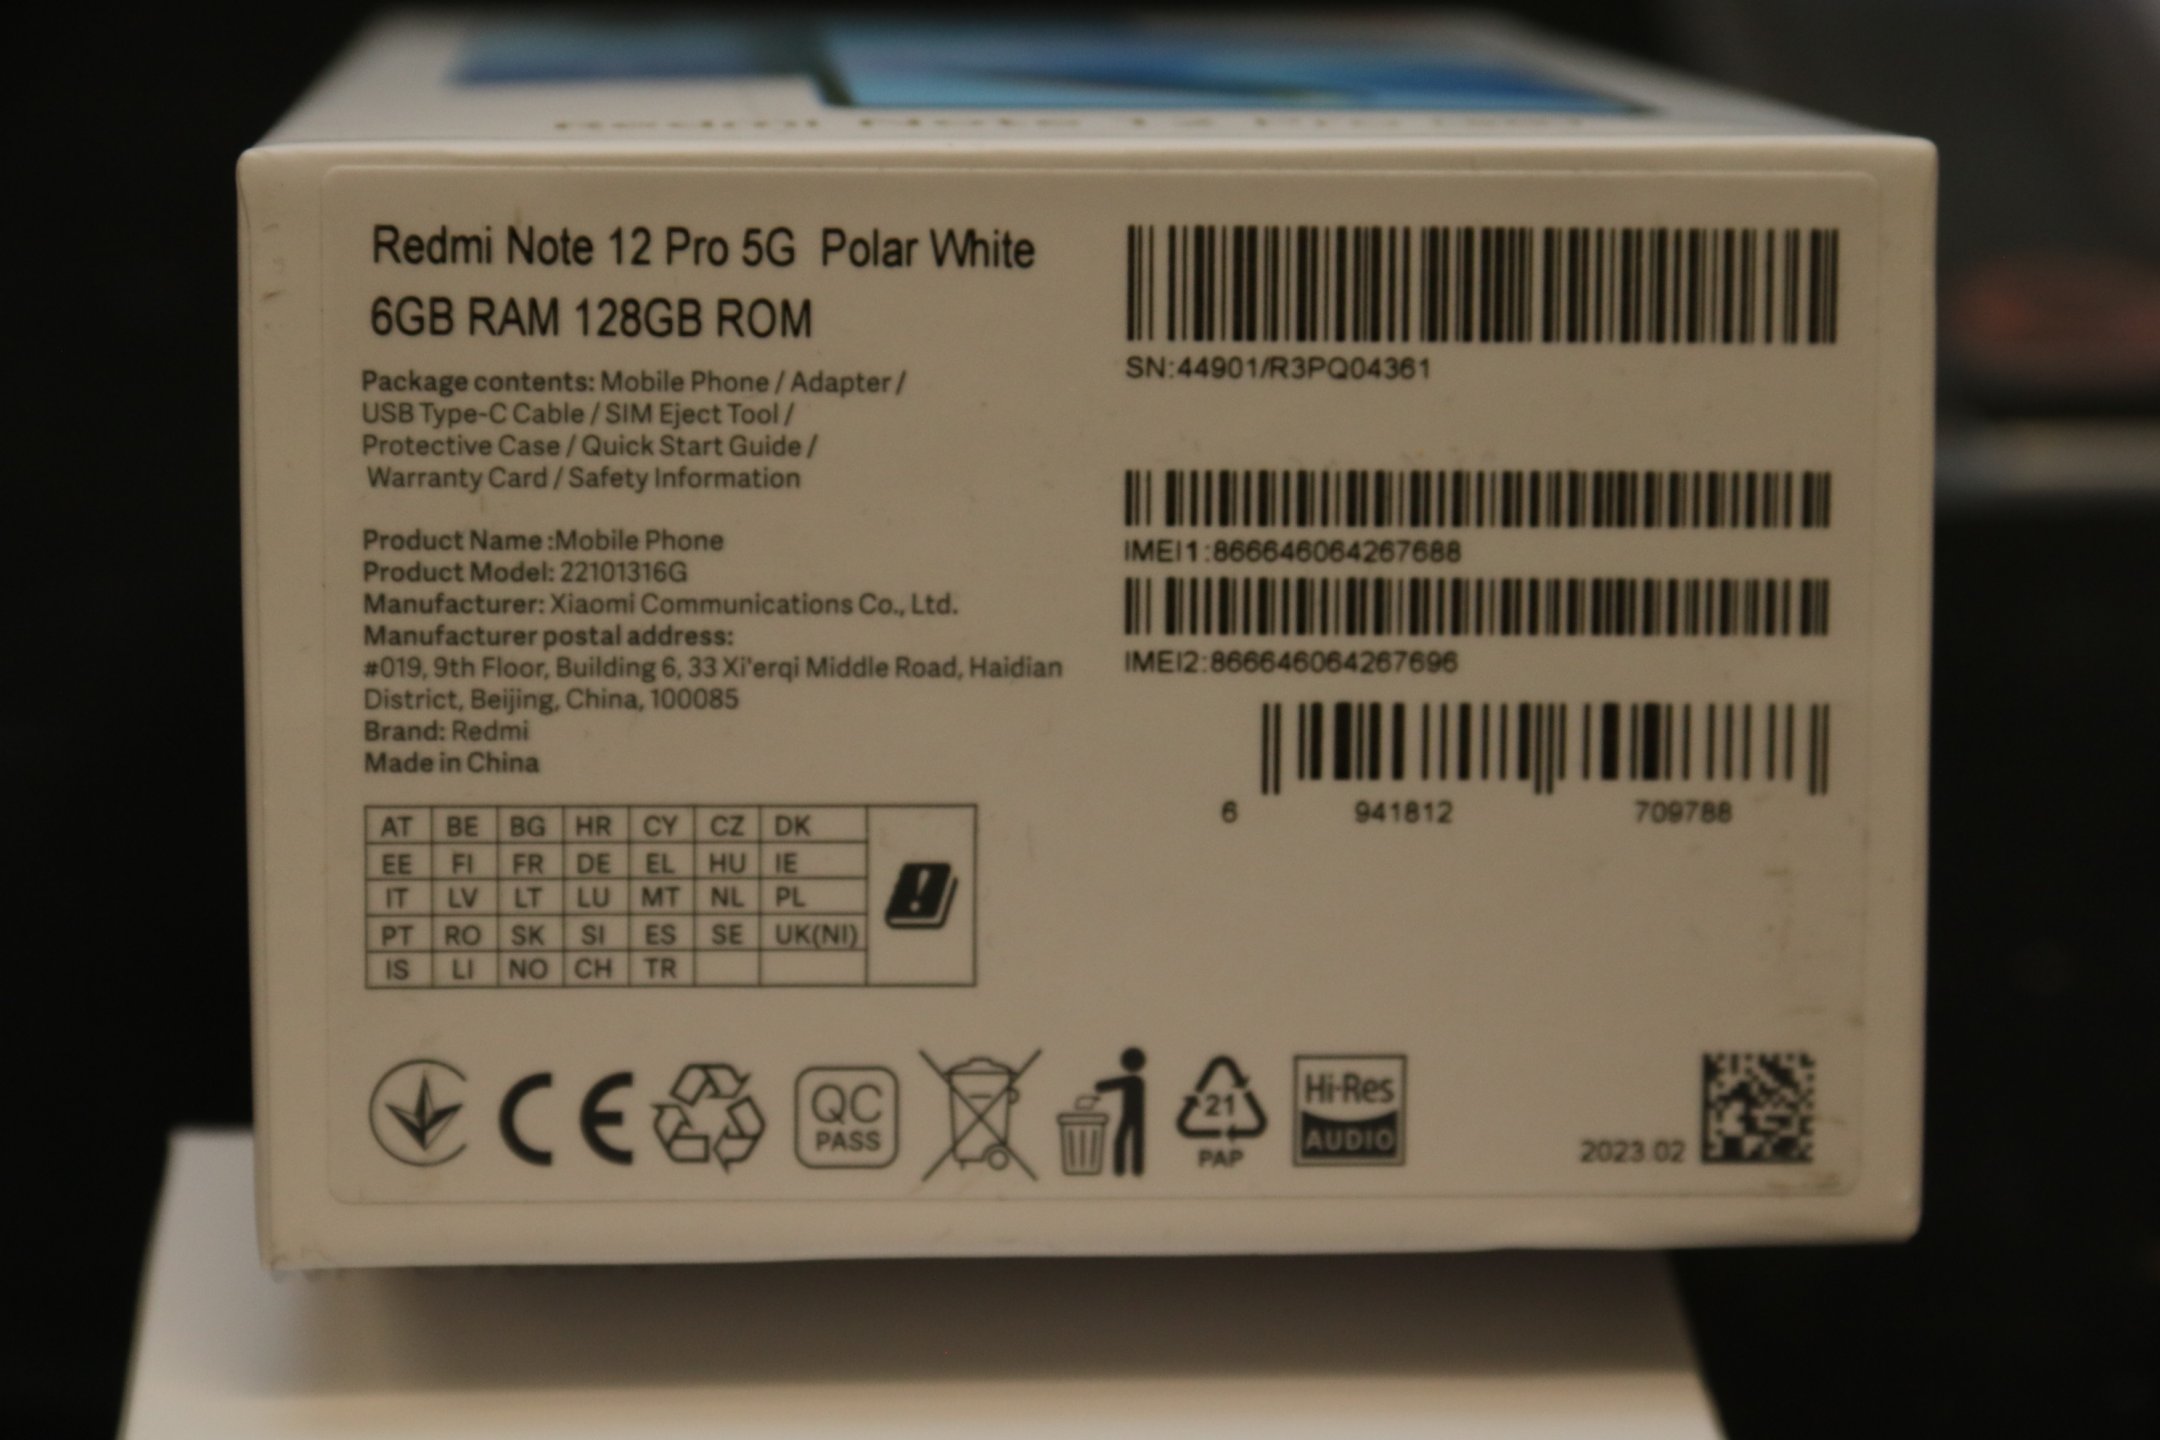 Redmi Note 12 Pro
Redmi Note 12 Pro 5G Polar White
6GB RAM 128GB ROM
Package contents: Mobile Phone / Adapter /
USB Type-C Cable / SIM Eject Tool /
Protective Case / Quick Start Guide /
Warranty Card / Safety Information
Product Name :Mobile Phone
Product Model: 22101316G
Manufacturer: Xiaomi Communications Co., Ltd.
Manufacturer postal address:
#019, 9th Floor, Building 6, 33 Xi'erqi Middle Road, Haidian
District, Beijing, China, 100085
Brand: Redmi
Made in China
AT BE BG HR CY CZ DK
EE FI FR DE EL HU IE
IT LV LT LU MT NL PL
PT RO SK SI ES SE UK(NI)
IS LI NO CH TR
SN:44901/R3PQ04361
IMEI1:866646064267688
IMEI2:866646064267696
6 941812 709788
CE
QC
PASS
21
PAP
Hi-Res
AUDIO
2023.02